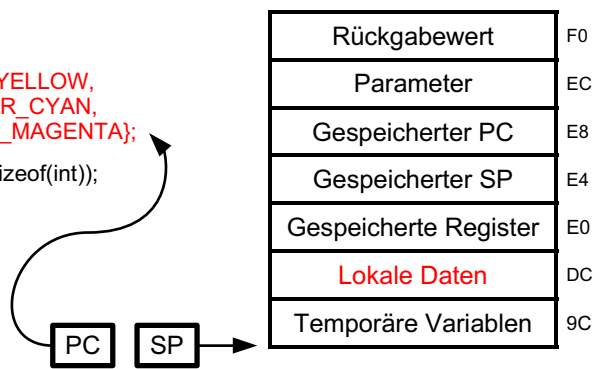 YELLOW,
R_CYAN,
_MAGENTA};
izeof(int));
PC
SP
Rückgabewert F0
Parameter EC
Gespeicherter PC E8
Gespeicherter SP E4
Gespeicherte Register E0
Lokale Daten DC
Temporäre Variablen 9C